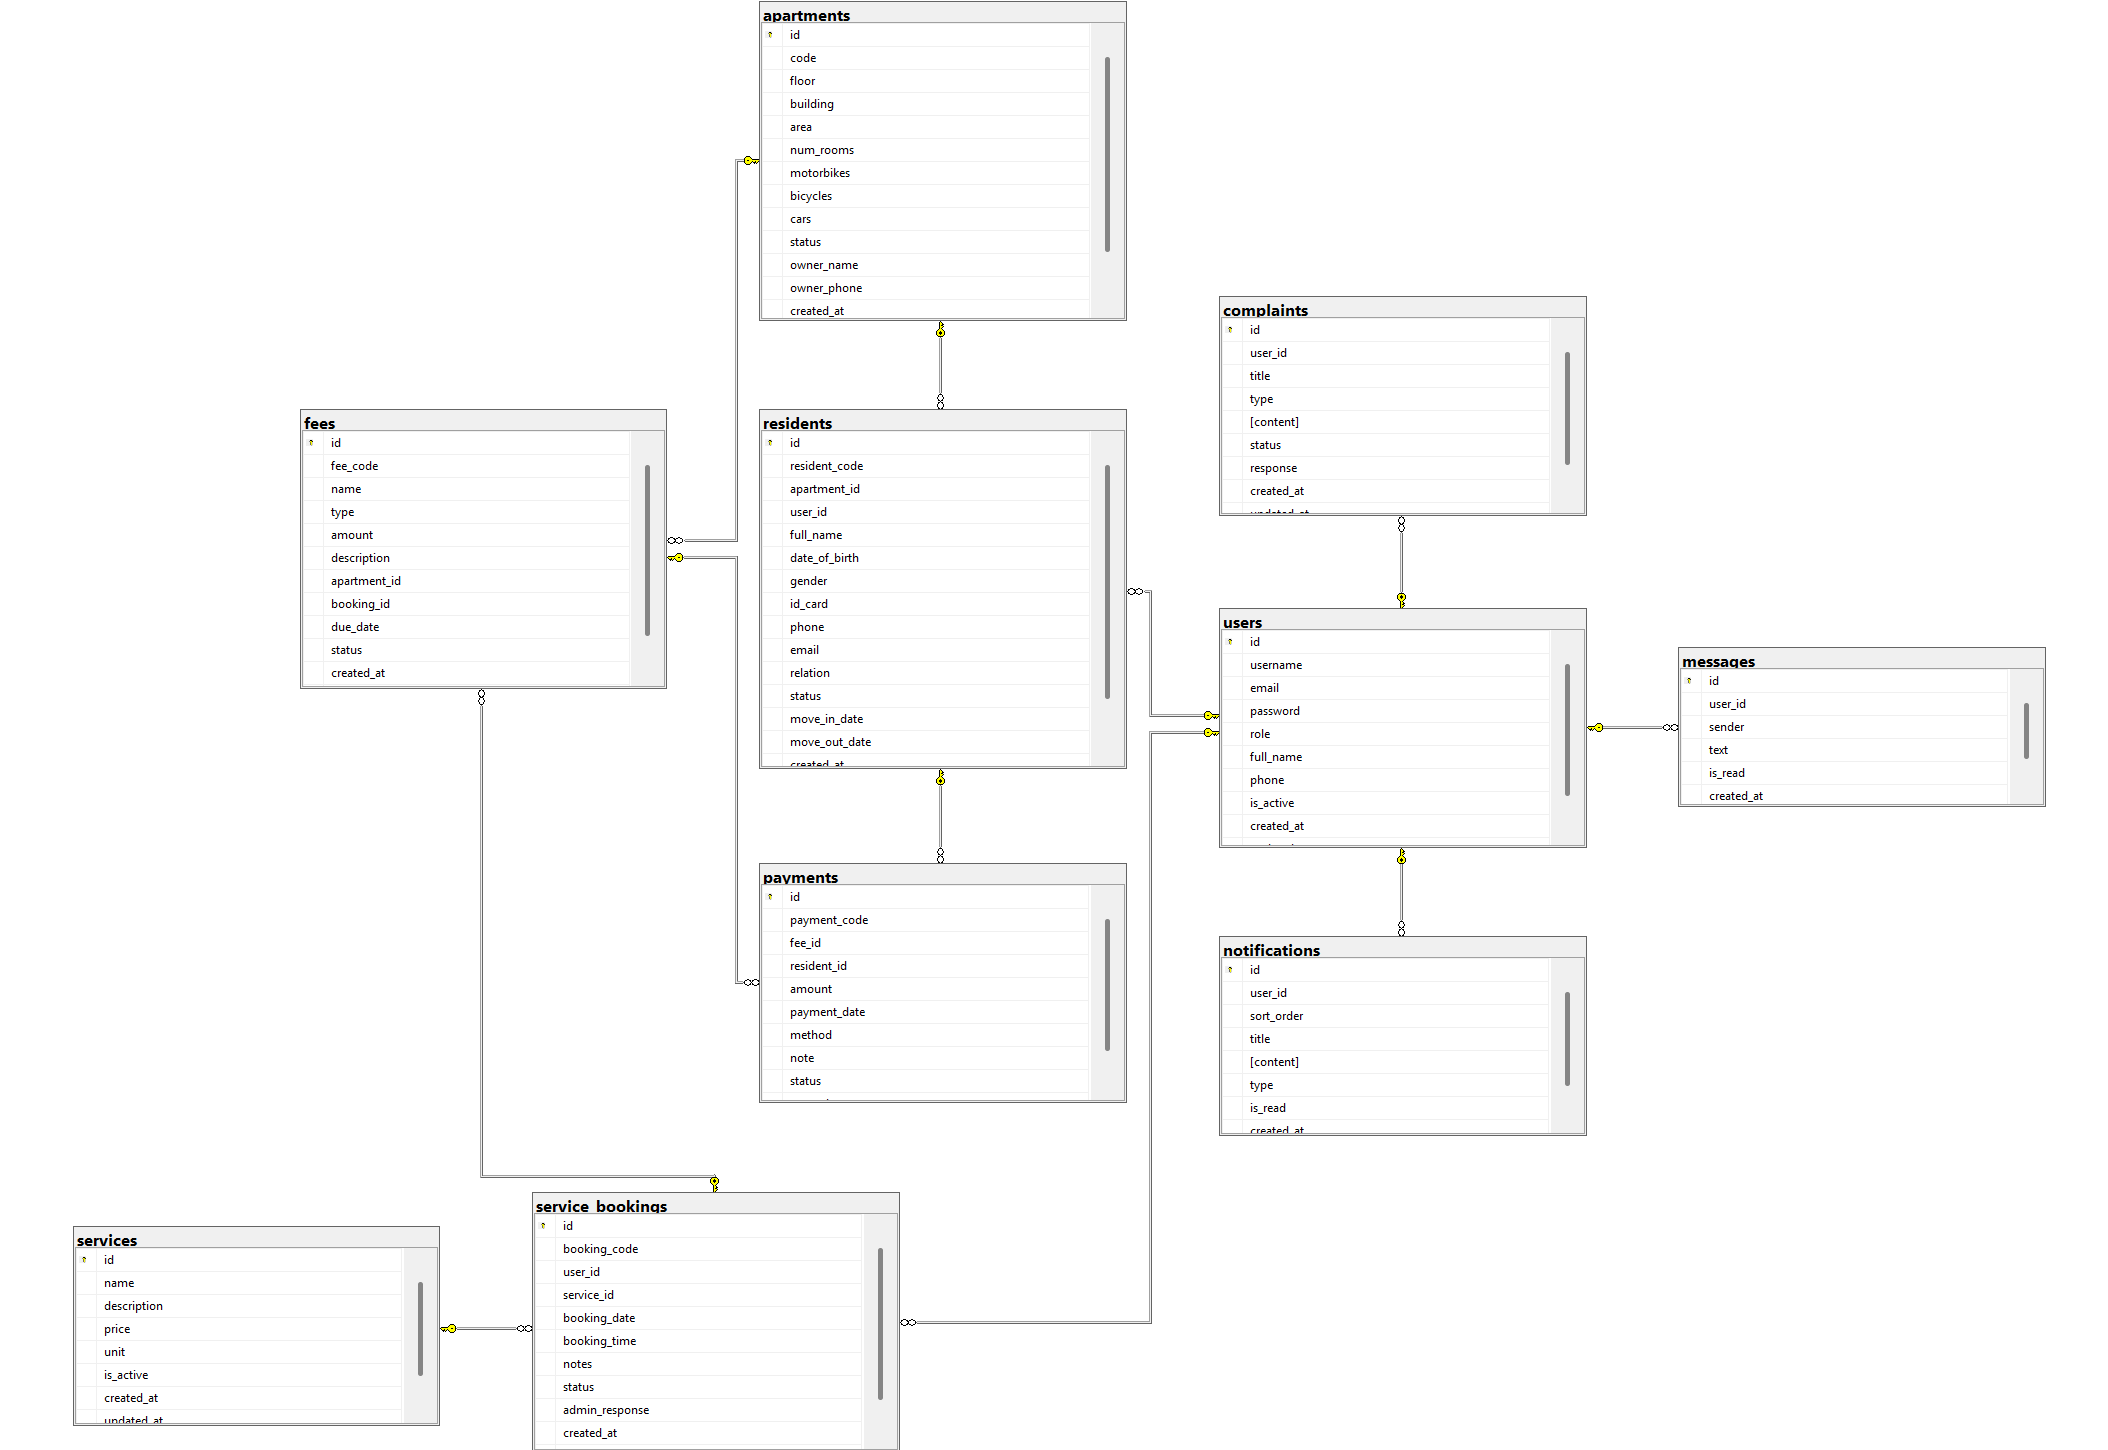 apartments
id
code
floor
building
area
num_rooms
motorbikes
bicycles
cars
status
owner_name
owner_phone
created_at
complaints
id
user_id
title
type
[content]
status
response
created_at
updated_at
fees
id
fee_code
name
type
amount
description
apartment_id
booking_id
due_date
status
created_at
residents
id
resident_code
apartment_id
user_id
full_name
date_of_birth
gender
id_card
phone
email
relation
status
move_in_date
move_out_date
created_at
users
id
username
email
password
role
full_name
phone
is_active
created_at
messages
id
user_id
sender
text
is_read
created_at
payments
id
payment_code
fee_id
resident_id
amount
payment_date
method
note
status
notifications
id
user_id
sort_order
title
[content]
type
is_read
created_at
services
id
name
description
price
unit
is_active
created_at
updated_at
service_bookings
id
booking_code
user_id
service_id
booking_date
booking_time
notes
status
admin_response
created_at